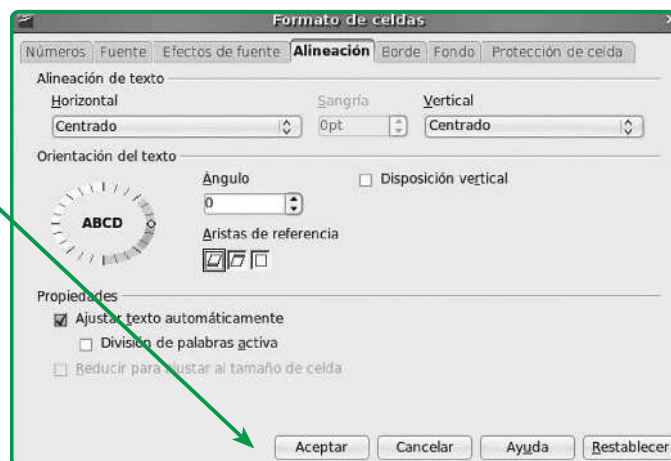 Formato de celdas
Números Fuente Efectos de fuente Alineación Borde Fondo Protección de celda
Alineación de texto
Horizontal Sangría Vertical
Centrado 0pt Centrado
Orientación del texto
ABCD
Ángulo
0
Disposición vertical
Aristas de referencia
Propiedades
Ajustar texto automáticamente
División de palabras activa
Reducir para ajustar al tamaño de celda
Aceptar Cancelar Ayuda Restablecer